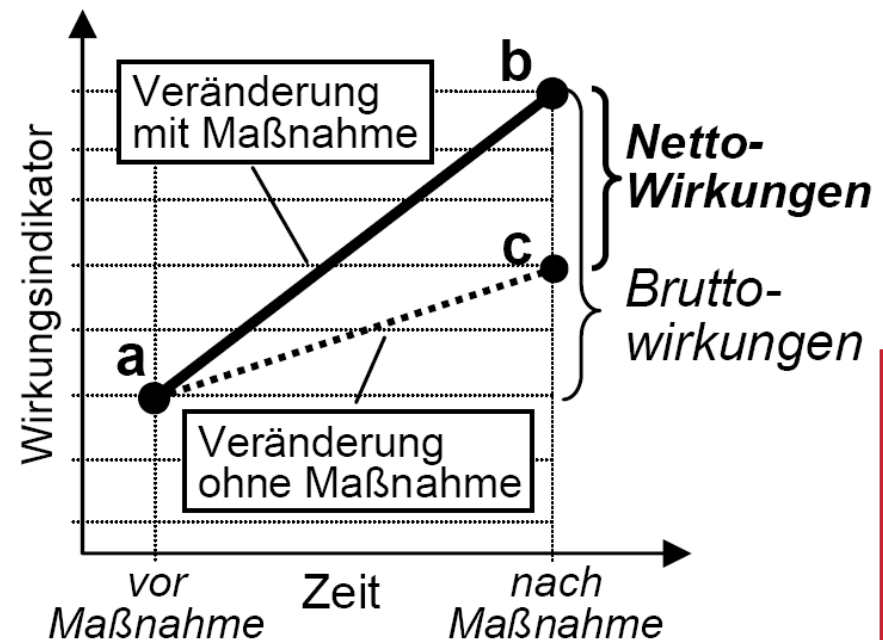 Wirkungsindikator
Veränderung
mit Maßnahme
b
Netto-
Wirkungen
c
Brutto-
wirkungen
a
Veränderung
ohne Maßnahme
vor
Maßnahme
Zeit
nach
Maßnahme